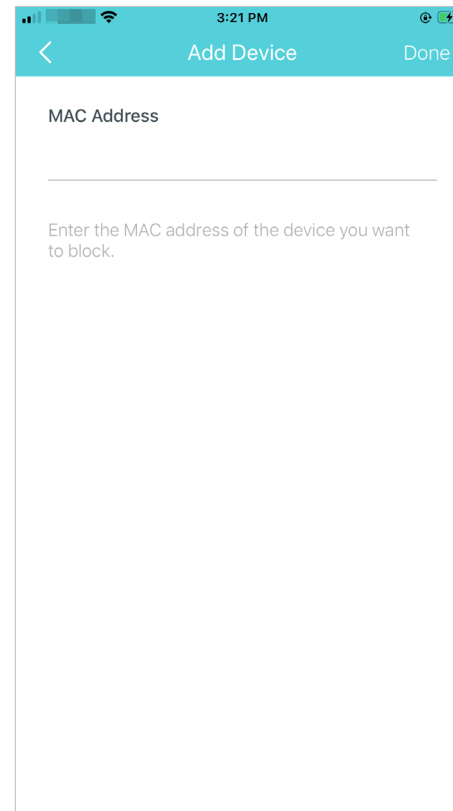 3:21 PM
Add Device
Done
MAC Address
Enter the MAC address of the device you want
to block.